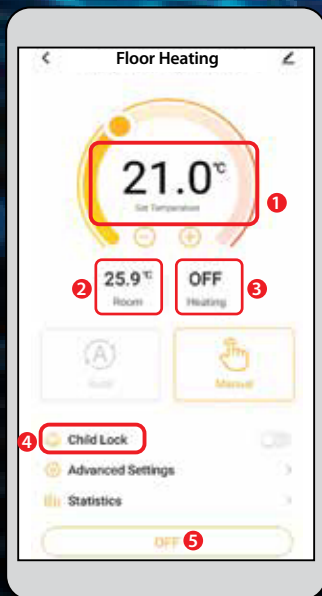 Floor Heating
21.0℃
Set Temperature
1
25.9℃
Room
2
OFF
Heating
3
A
Auto
Manual
4
Child Lock
Advanced Settings
Statistics
OFF
5